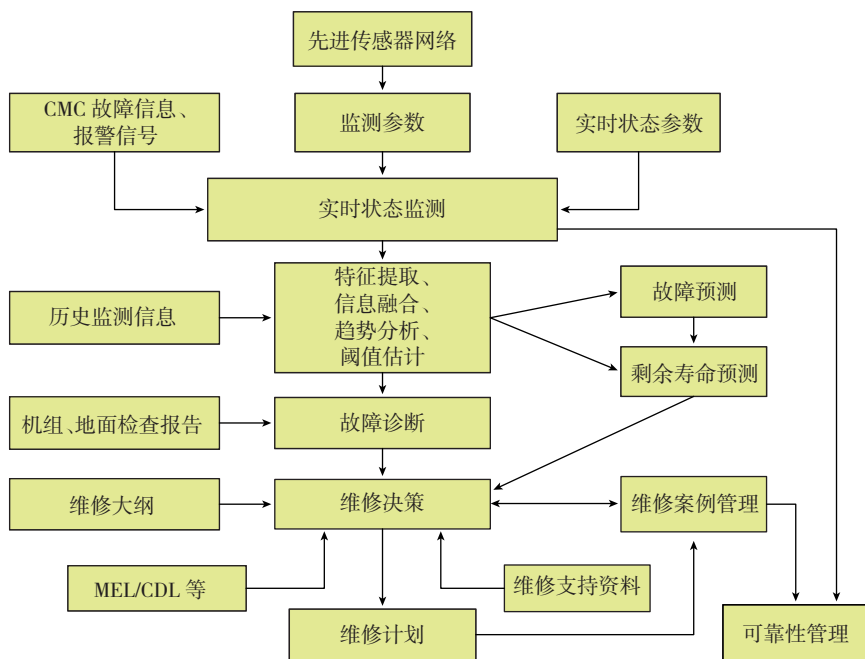 先进传感器网络
CMC 故障信息、
报警信号
监测参数
实时状态参数
实时状态监测
历史监测信息
特征提取、
信息融合、
趋势分析、
阈值估计
故障预测
剩余寿命预测
机组、地面检查报告
故障诊断
维修大纲
维修决策
维修案例管理
MEL/CDL 等
维修支持资料
维修计划
可靠性管理